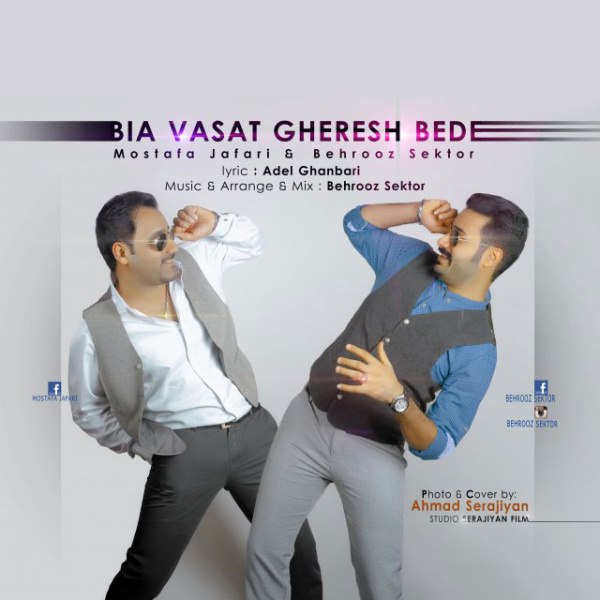 BIA VASAT GHERESH BEDE
Mostafa Jafari & Behrooz Sektor
lyric : Adel Ghanbari
Music & Arrange & Mix : Behrooz Sektor
f
MOSTAFA JAFARI
f
BEHROOZ SEKTOR
BEHROOZ SEKTOR
Photo & Cover by:
Ahmad Serajiyan
STUDIO SERAJIYAN FILM